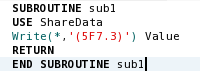 SUBROUTINE sub1
USE ShareData
Write(*,'(5F7.3)') Value
RETURN
END SUBROUTINE sub1